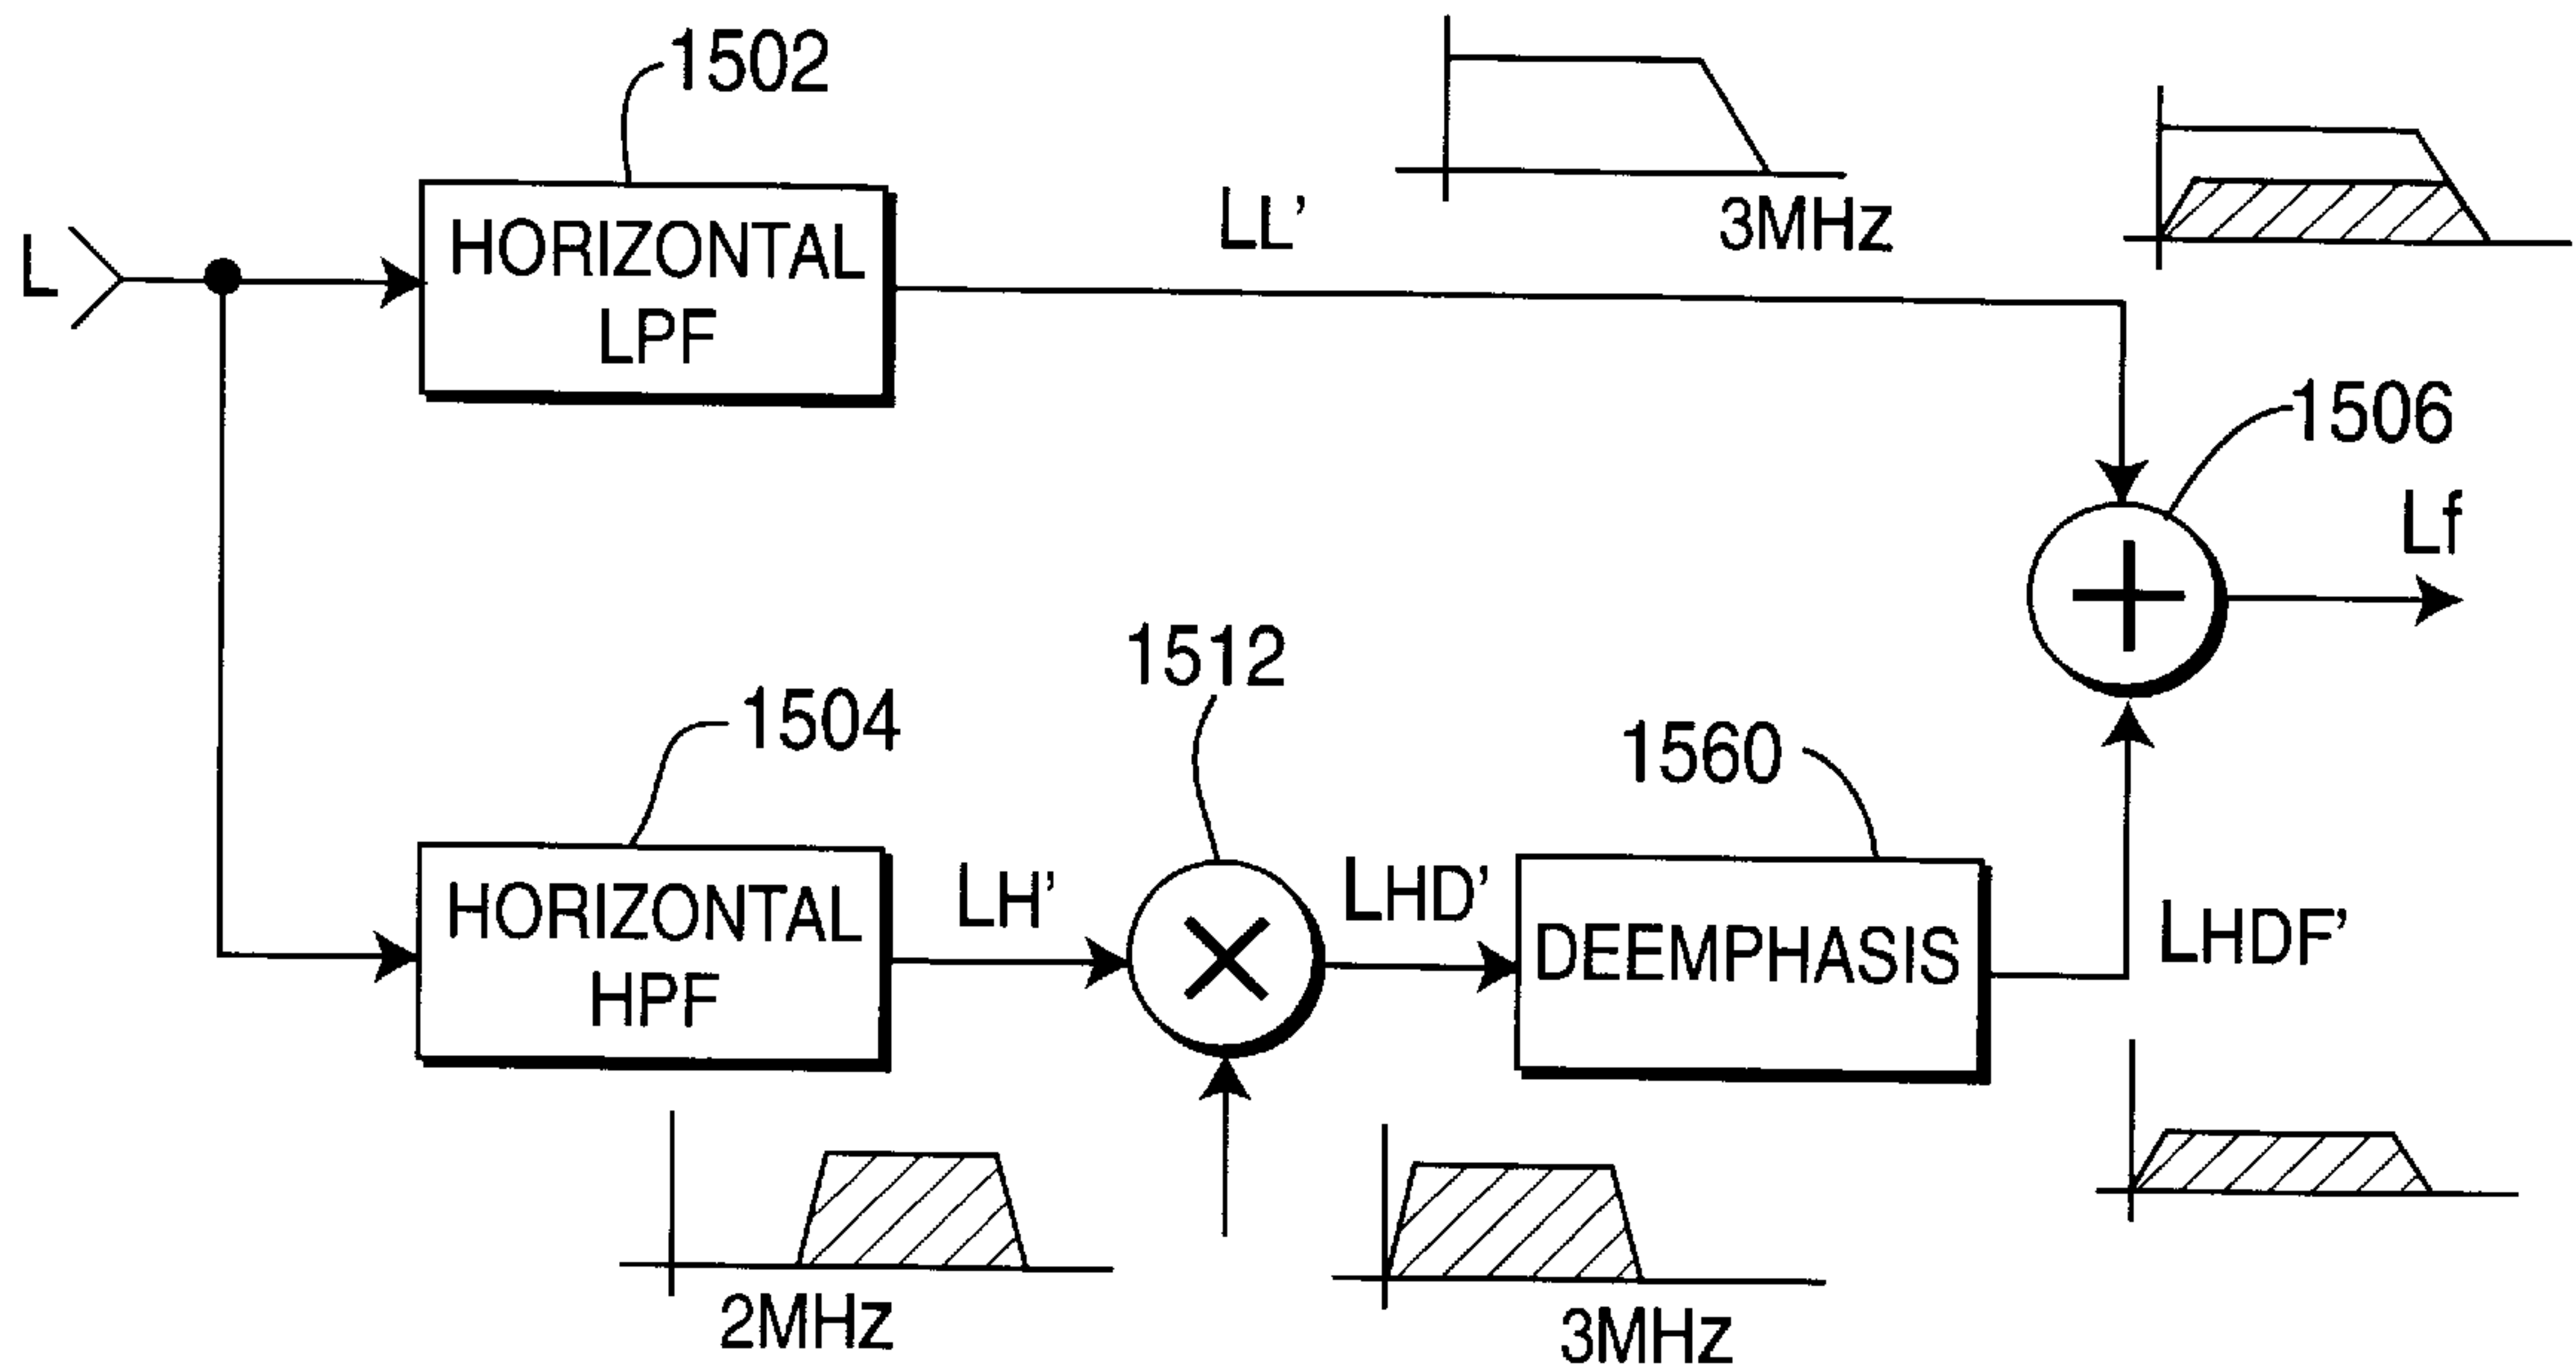 1502
L
HORIZONTAL
LPF
LL'
3MHz
1506
Lf
1504
HORIZONTAL
HPF
LH'
1512
LHD'
1560
DEEMPHASIS
LHDF'
2MHz
3MHz